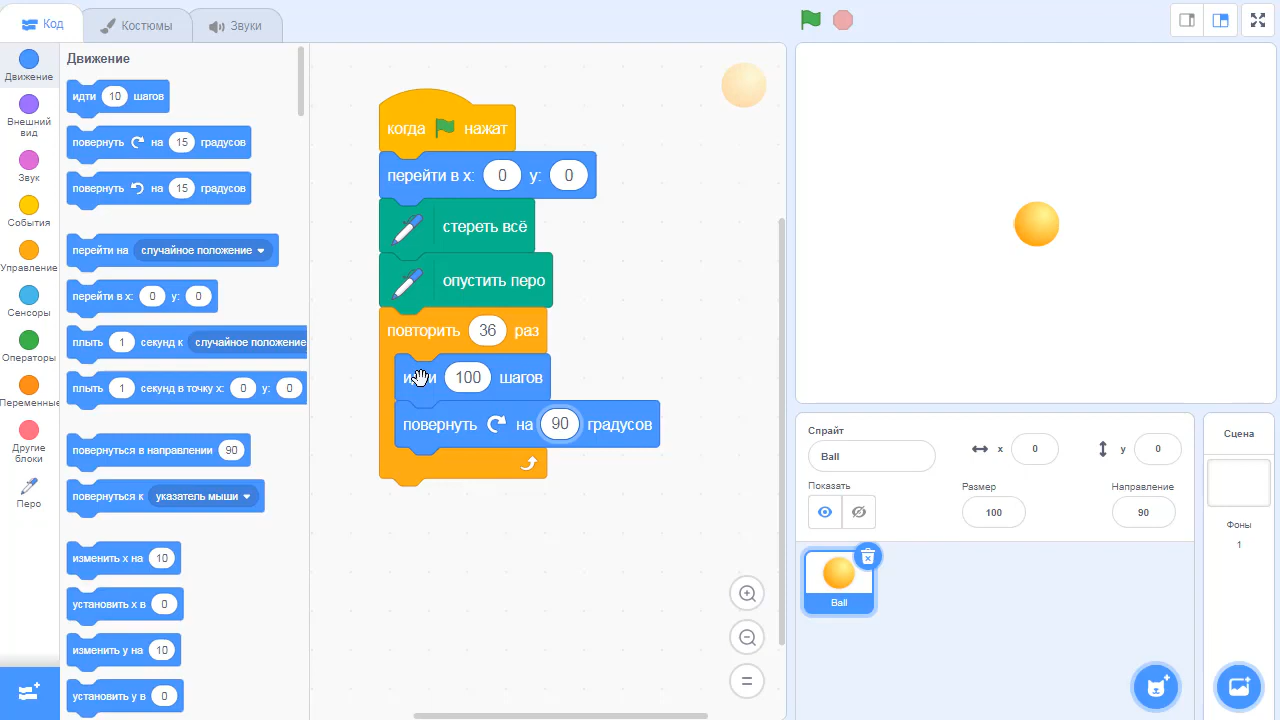 Код
Костюмы
Звуки
Движение
Внешний
вид
Звук
События
Управление
Сенсоры
Операторы
Переменные
Другие
блоки
Перо
Движение
идти 10 шагов
повернуть на 15 градусов
повернуть на 15 градусов
перейти на случайное положение
перейти в x: 0 y: 0
плыть 1 секунд к случайное положение
плыть 1 секунд в точку x: 0 y: 0
повернуться в направлении 90
повернуться к указатель мыши
изменить x на 10
установить x в 0
изменить y на 10
установить y в 0
когда нажат
перейти в x: 0 y: 0
стереть всё
опустить перо
повторить 36 раз
100 шагов
повернуть на 90 градусов
Спрайт
Ball
x 0
y 0
Показать
Размер
100
Направление
90
Ball
Сцена
Фоны
1